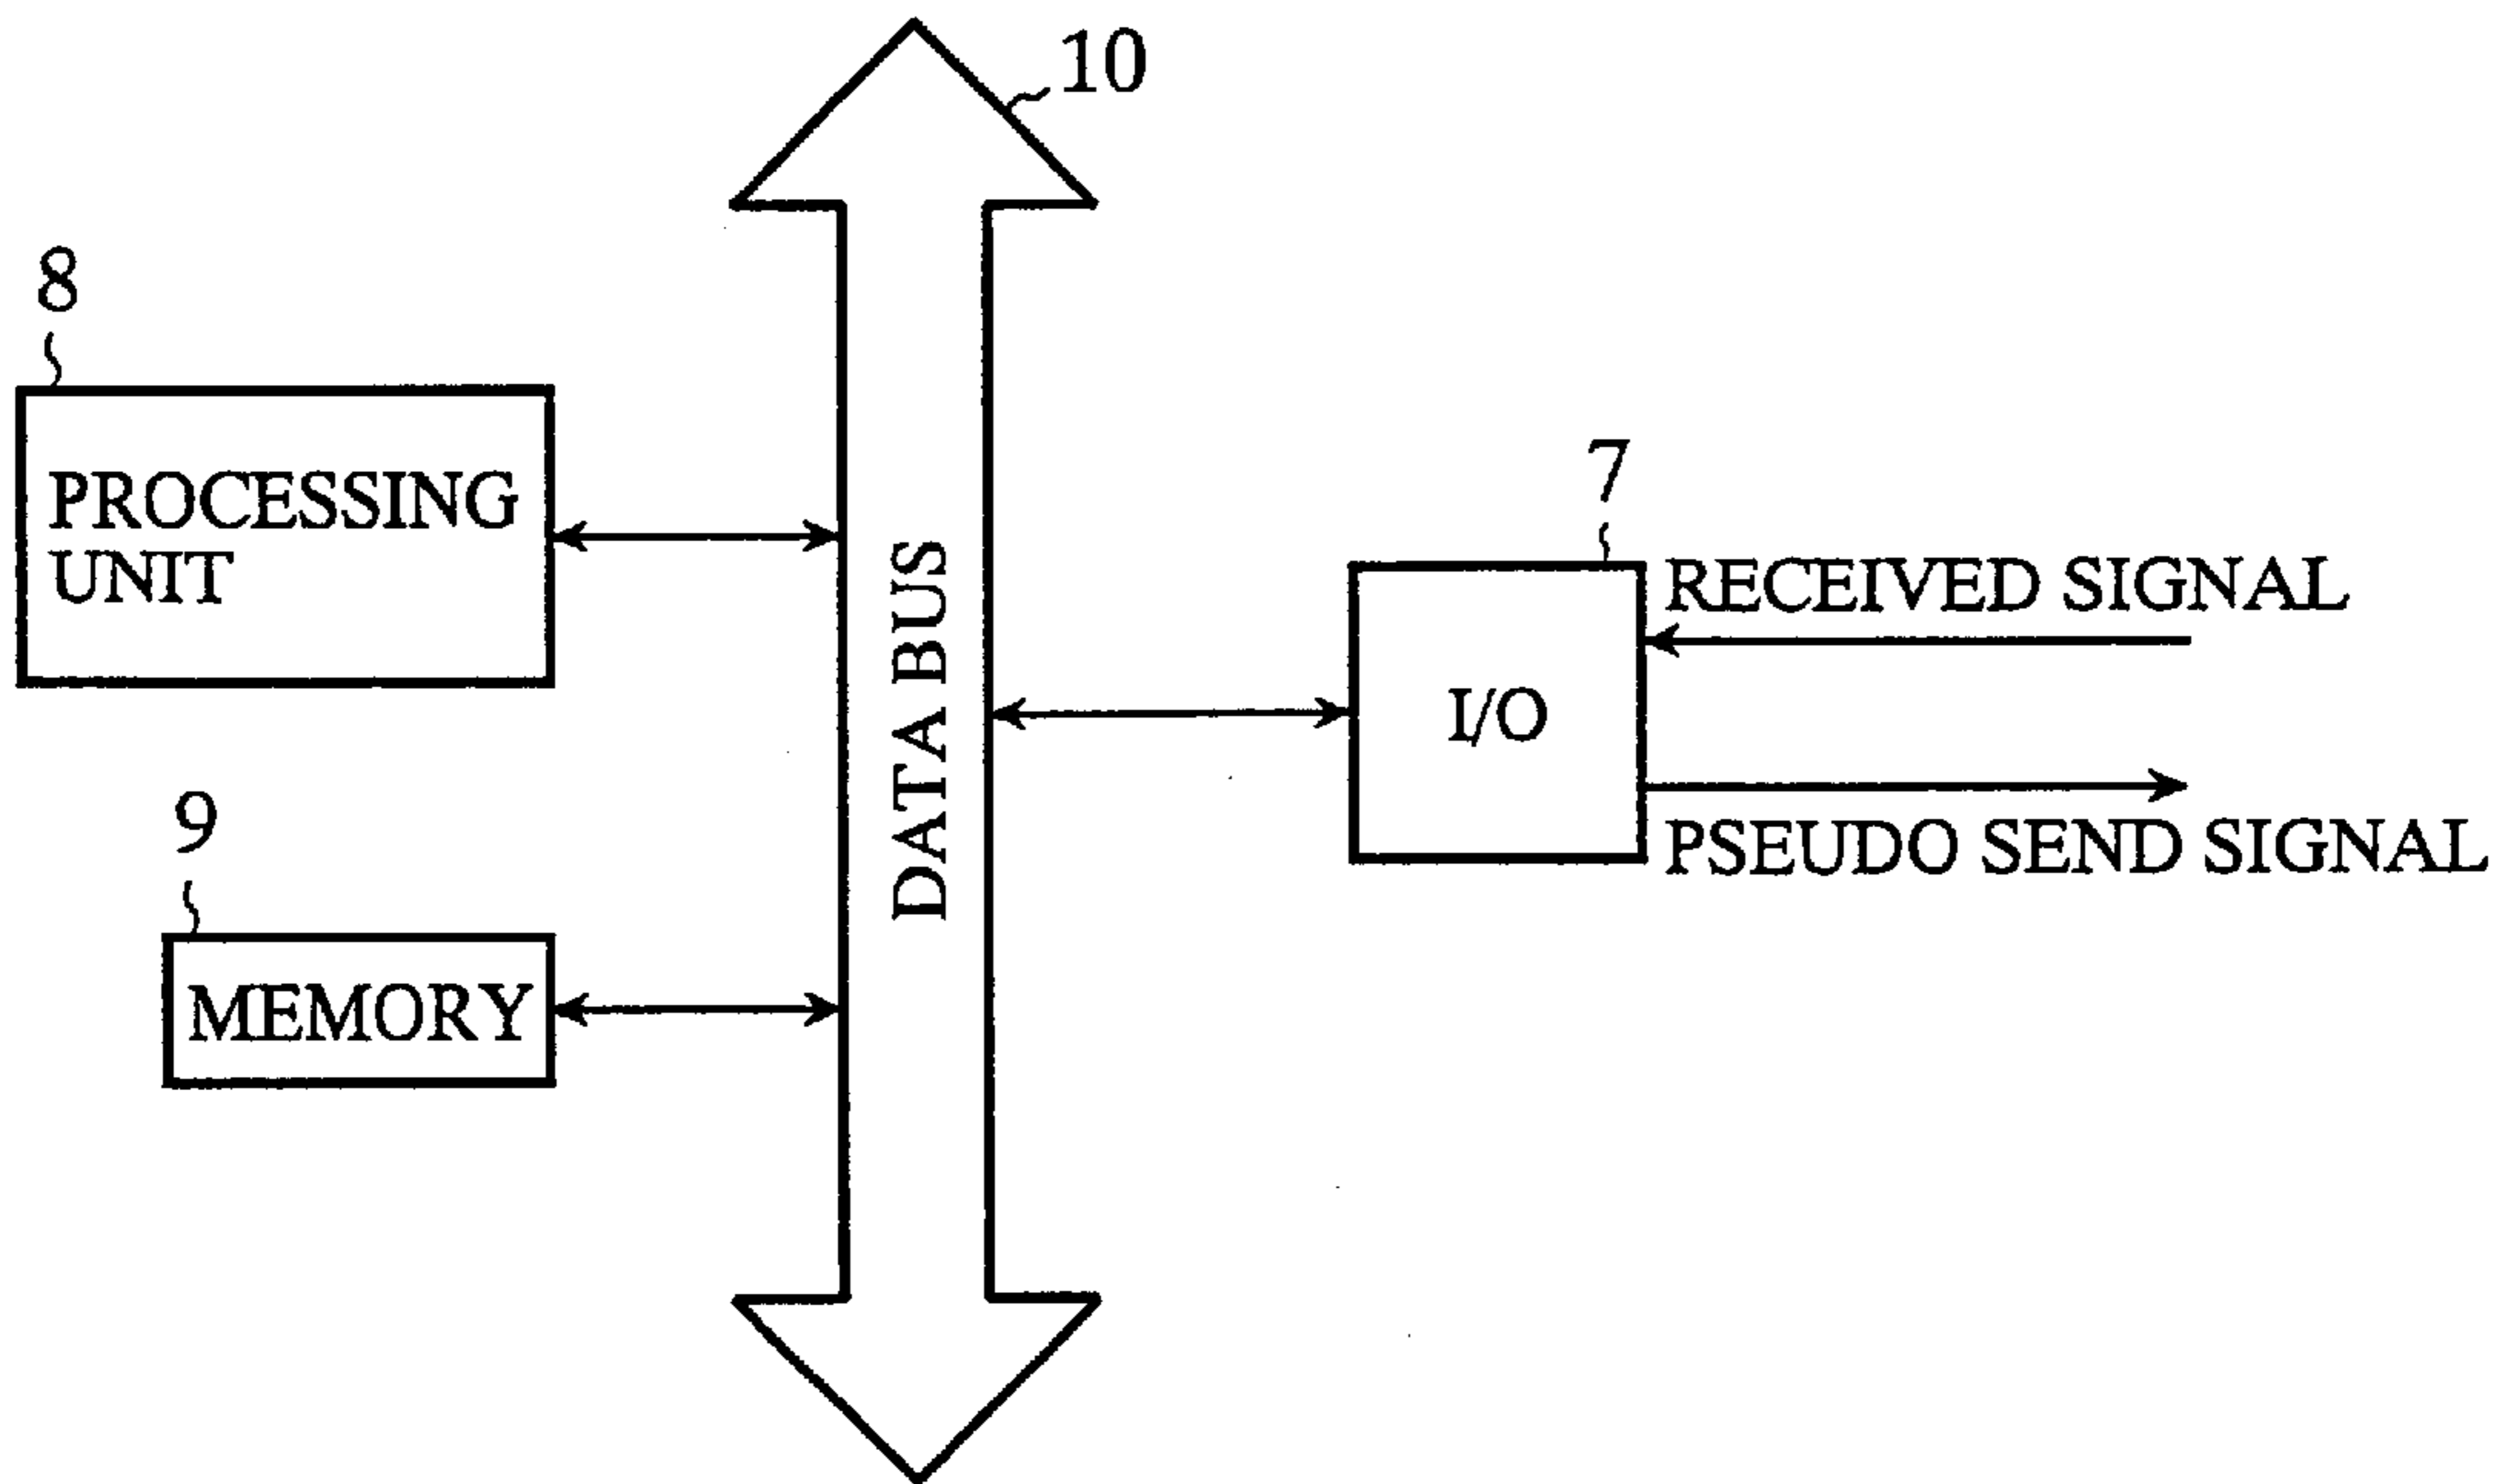 10
8
PROCESSING
UNIT
7
RECEIVED SIGNAL
DATA BUS
I/O
PSEUDO SEND SIGNAL
9
MEMORY